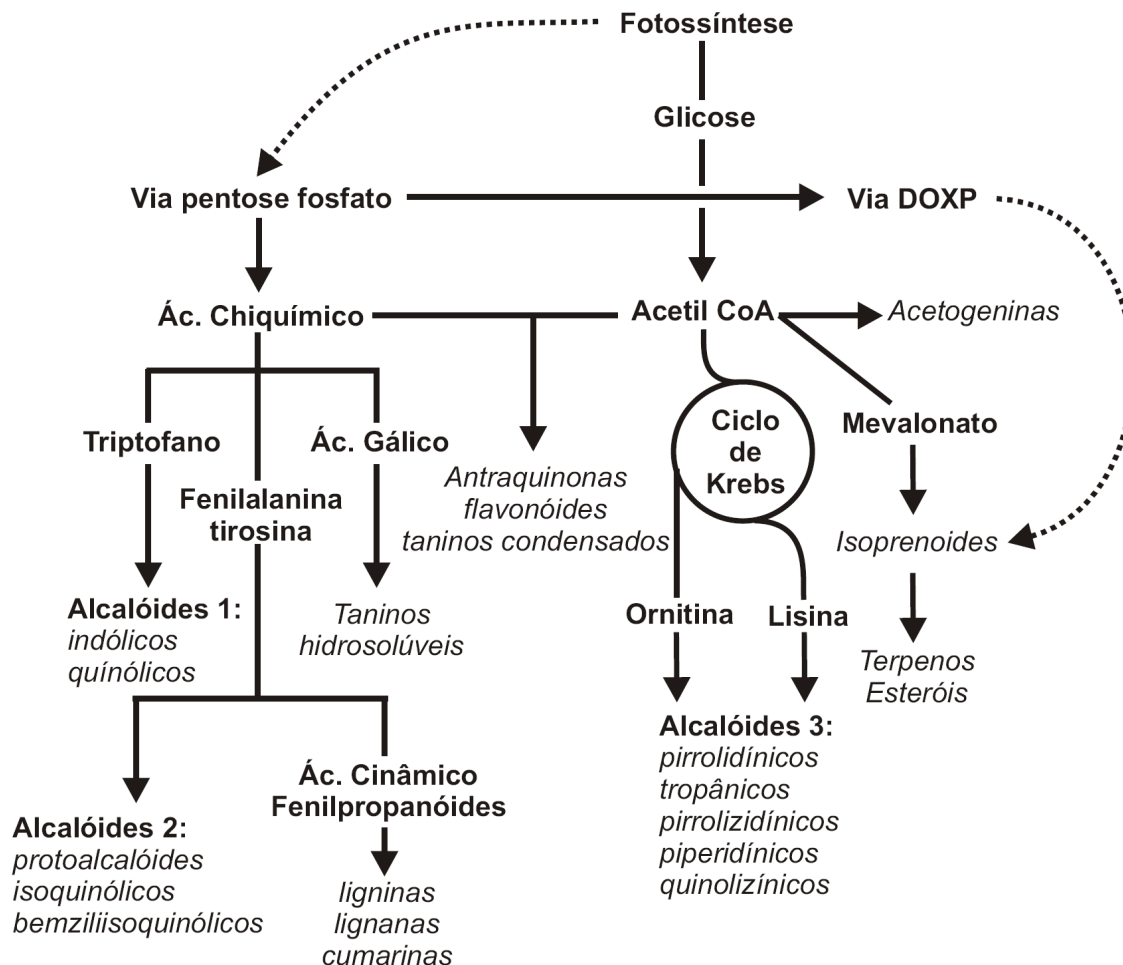 Fotossíntese
Glicose
Via pentose fosfato
Via DOXP
Ác. Chiquímico
Acetil CoA
Acetogeninas
Triptofano
Ác. Gálico
Fenilalanina
tirosina
Antraquinonas
flavonóides
taninos condensados
Ciclo
de
Krebs
Mevalonato
Isoprenoides
Alcalóides 1:
indólicos
quínólicos
Taninos
hidrosolúveis
Ornitina
Lisina
Terpenos
Esteróis
Alcalóides 2:
protoalcalóides
isoquinólicos
bemziliisoquinólicos
Ác. Cinâmico
Fenilpropanóides
ligninas
lignanas
cumarinas
Alcalóides 3:
pirrolidínicos
tropânicos
pirrolizidínicos
piperidínicos
quinolizínicos